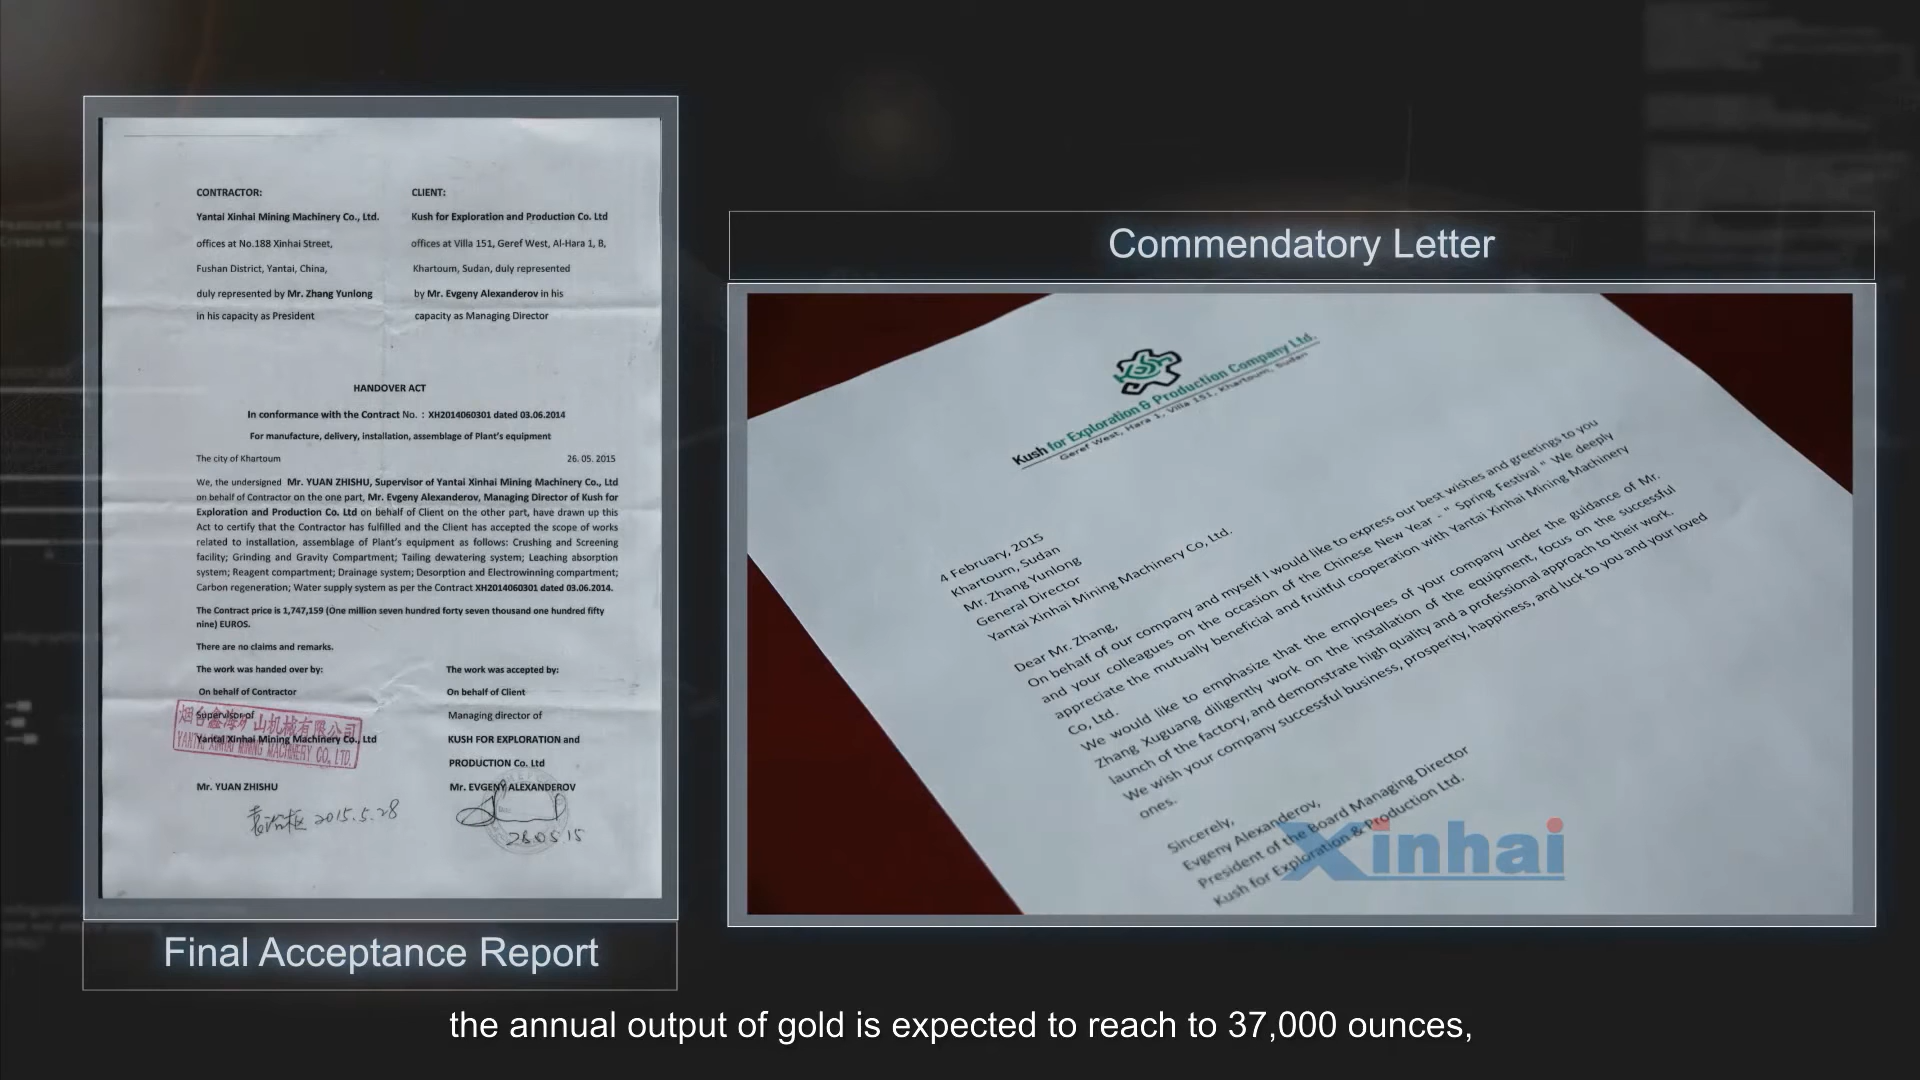 CONTRACTOR:
Yantai Xinhai Mining Machinery Co., Ltd.
offices at No.188 Xinhai Street,
Fushan District, Yantai, China,
duly represented by Mr. Zhang Yunlong
in his capacity as President
CLIENT:
Kush for Exploration and Production Co. Ltd
offices at Villa 151, Geref West, Al-Hara 1, B,
Khartoum, Sudan, duly represented
by Mr. Evgeny Alexanderov in his
capacity as Managing Director
HANDOVER ACT
In conformance with the Contract No. : XH2014060301 dated 03.06.2014
For manufacture, delivery, installation, assemblage of Plant's equipment
The city of Khartoum 26. 05. 2015
We, the undersigned Mr. YUAN ZHISHU, Supervisor of Yantai Xinhai Mining Machinery Co., Ltd
on behalf of Contractor on the one part, Mr. Evgeny Alexanderov, Managing Director of Kush for
Exploration and Production Co. Ltd on behalf of Client on the other part, have drawn up this
Act to certify that the Contractor has fulfilled and the Client has accepted the scope of works
related to installation, assemblage of Plant's equipment as follows: Crushing and Screening
facility; Grinding and Gravity Compartment; Tailing dewatering system; Leaching absorption
system; Reagent compartment; Drainage system; Desorption and Electrowinning compartment;
Carbon regeneration; Water supply system as per the Contract XH2014060301 dated 03.06.2014.
The Contract price is 1,747,159 (One million seven hundred forty seven thousand one hundred fifty
nine) EUROS.
There are no claims and remarks.
The work was handed over by:
On behalf of Contractor
Supervisor of
Yantai Xinhai Mining Machinery Co., Ltd
烟台鑫海矿山机械有限公司
YANTAI XINHAI MINING MACHINERY CO., LTD.
Mr. YUAN ZHISHU
2015.5.28
The work was accepted by:
On behalf of Client
Managing director of
KUSH FOR EXPLORATION and
PRODUCTION Co. Ltd
Mr. EVGENY ALEXANDEROV
28.05.15
Final Acceptance Report
Commendatory Letter
Kush for Exploration & Production Company Ltd.
Geref West, Hara 1, Villa 151, Khartoum, Sudan
4 February, 2015
Khartoum, Sudan
Mr. Zhang Yunlong
General Director
Yantai Xinhai Mining Machinery Co, Ltd.
Dear Mr. Zhang,
On behalf of our company and myself I would like to express our best wishes and greetings to you
and your colleagues on the occasion of the Chinese New Year - " Spring Festival " We deeply
appreciate the mutually beneficial and fruitful cooperation with Yantai Xinhai Mining Machinery
Co, Ltd.
We would like to emphasize that the employees of your company under the guidance of Mr.
Zhang Xuguang diligently work on the installation of the equipment, focus on the successful
launch of the factory, and demonstrate high quality and a professional approach to their work.
We wish your company successful business, prosperity, happiness, and luck to you and your loved
ones.
Sincerely,
Evgeny Alexanderov,
President of the Board Managing Director
Kush for Exploration & Production Ltd.
Xinhai
the annual output of gold is expected to reach to 37,000 ounces,